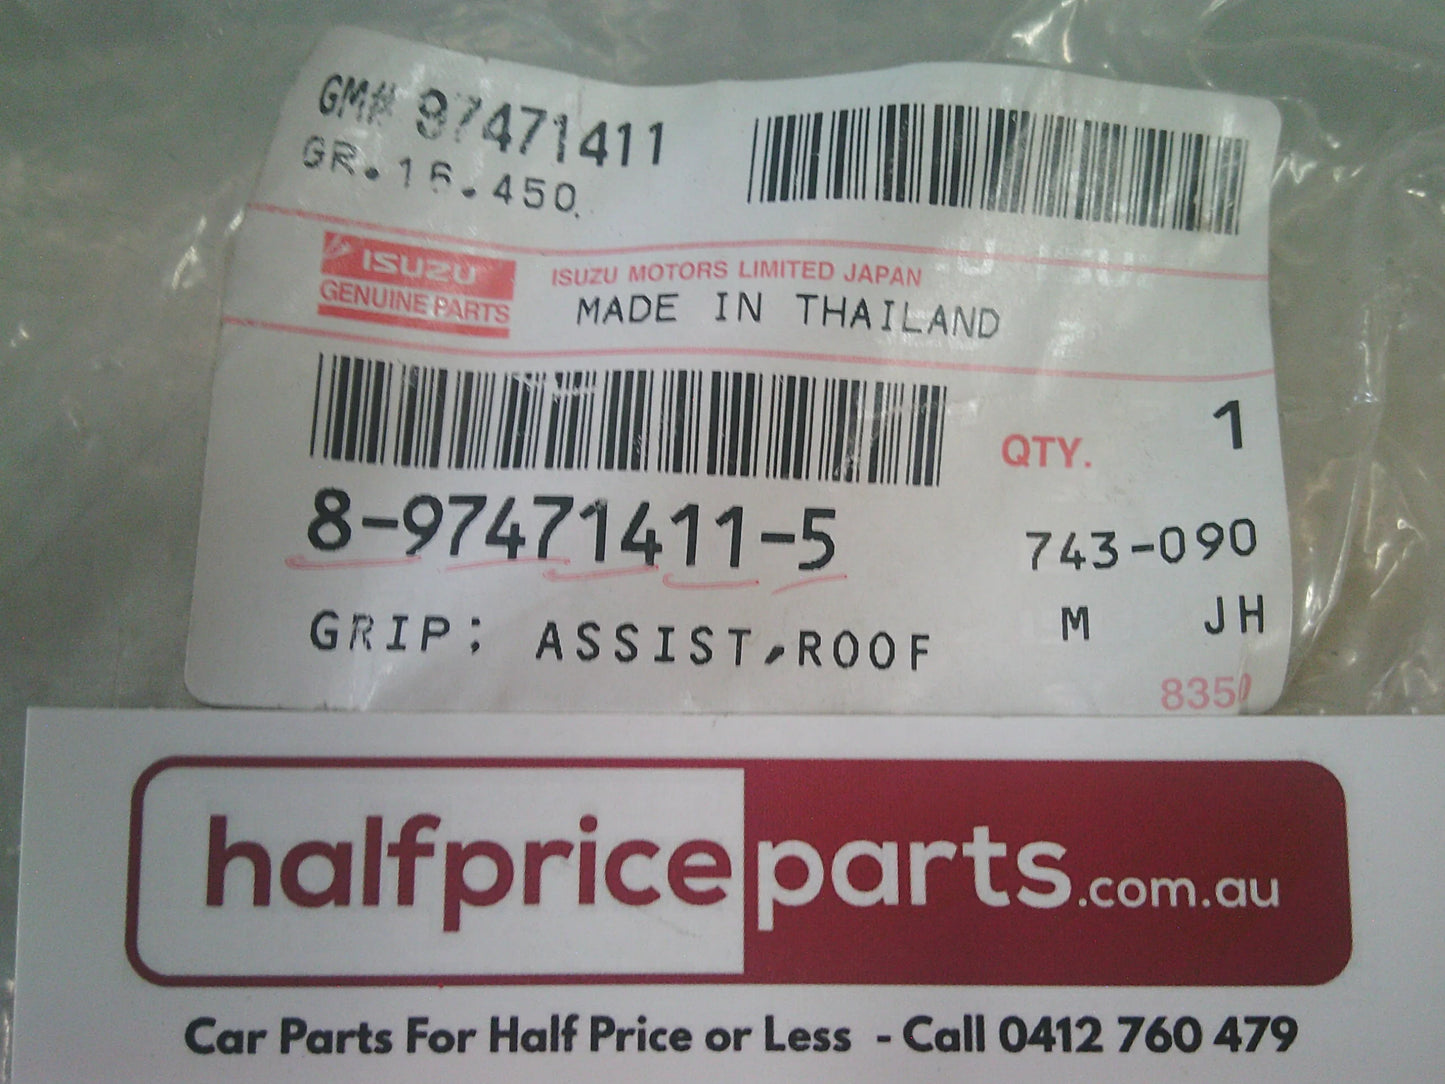 GM# 97471411
GR. 16.450
ISUZU
GENUINE PARTS
ISUZU MOTORS LIMITED JAPAN
MADE IN THAILAND
QTY. 1
8-97471411-5
743-090
GRIP; ASSIST,ROOF
M JH
8350
halfpriceparts.com.au
Car Parts For Half Price or Less - Call 0412 760 479